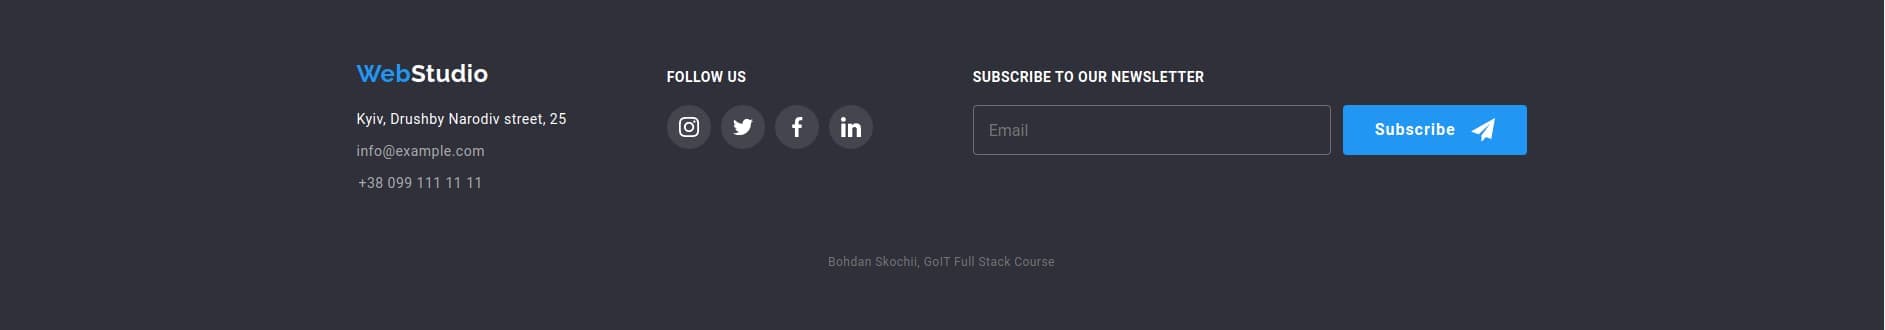 WebStudio
Kyiv, Drushby Narodiv street, 25
info@example.com
+38 099 111 11 11
FOLLOW US
SUBSCRIBE TO OUR NEWSLETTER
Email
Subscribe
Bohdan Skochii, GoIT Full Stack Course